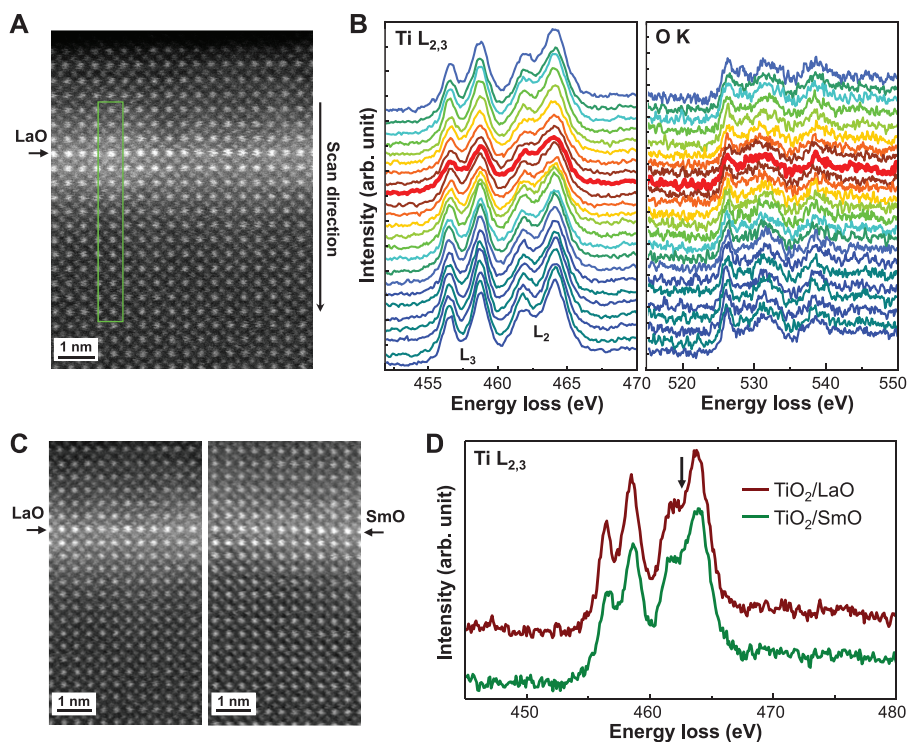 A
LaO
Scan direction
1 nm
B
Ti L2,3
Intensity (arb. unit)
L3
L2
455 460 465 470
Energy loss (eV)
O K
520 530 540 550
Energy loss (eV)
C
LaO
1 nm
SmO
1 nm
D
Ti L2,3
TiO2/LaO
TiO2/SmO
Intensity (arb. unit)
450 460 470 480
Energy loss (eV)